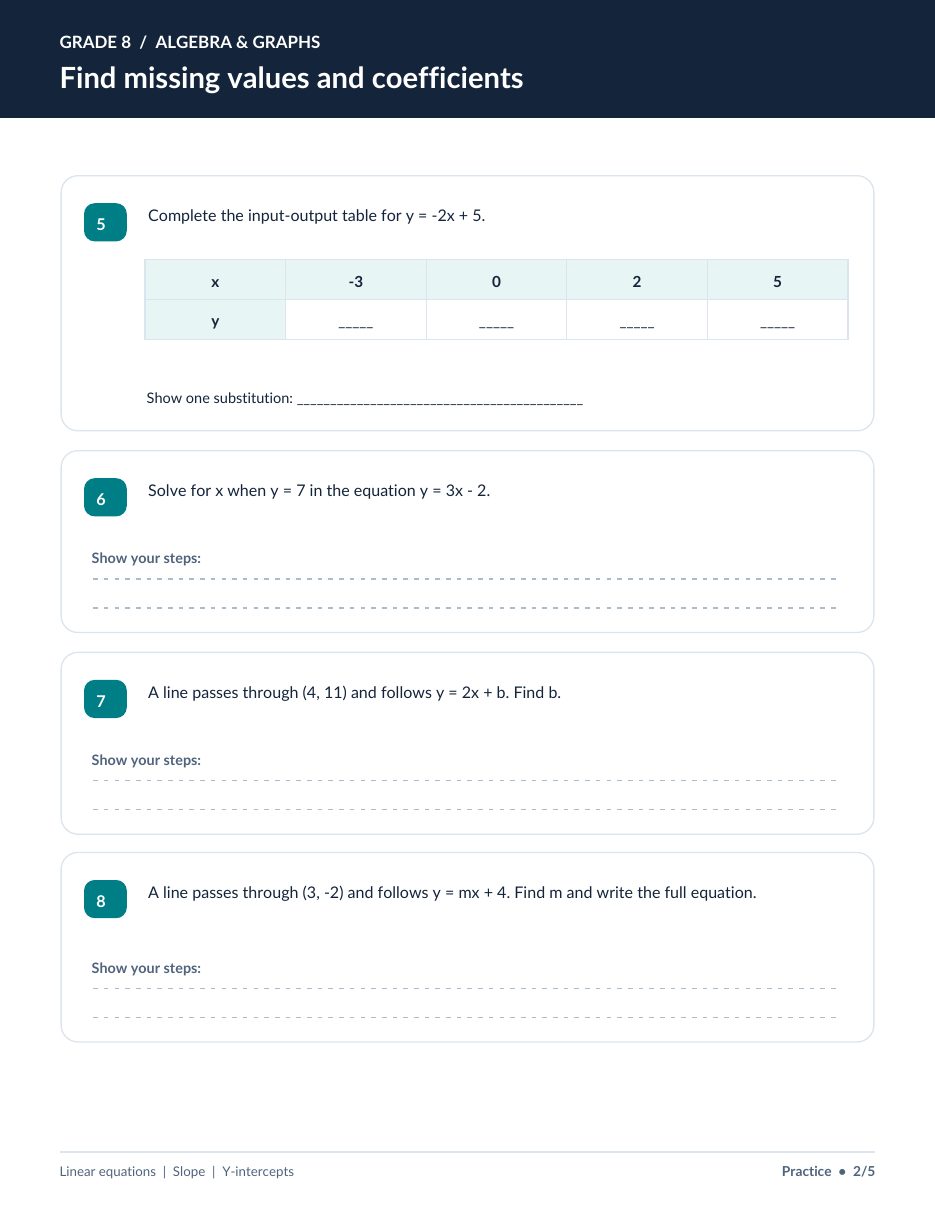 GRADE 8 / ALGEBRA & GRAPHS
Find missing values and coefficients
5
Complete the input-output table for y = -2x + 5.
x -3 0 2 5
y _____ _____ _____ _____
Show one substitution: ___________________________________________
6
Solve for x when y = 7 in the equation y = 3x - 2.
Show your steps:
7
A line passes through (4, 11) and follows y = 2x + b. Find b.
Show your steps:
8
A line passes through (3, -2) and follows y = mx + 4. Find m and write the full equation.
Show your steps:
Linear equations | Slope | Y-intercepts
Practice • 2/5